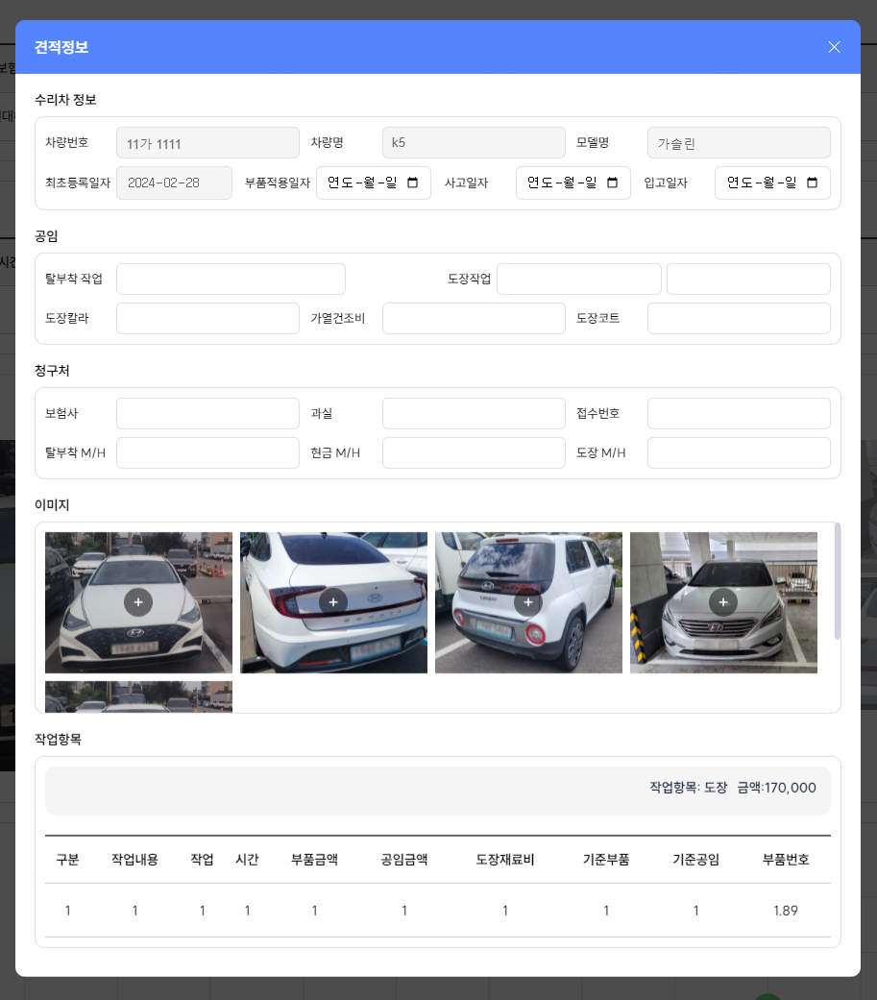 견적정보
수리차 정보
차량번호 11가 1111 차량명 k5 모델명 가솔린
최초등록일자 2024-02-28 부품적용일자 연도-월-일 사고일자 연도-월-일 입고일자 연도-월-일
공임
탈부착 작업 도장작업
도장칼라 가열건조비 도장코트
청구처
보험사 과실 접수번호
탈부착 M/H 현금 M/H 도장 M/H
이미지
작업항목
작업항목: 도장 금액:170,000
구분 작업내용 작업 시간 부품금액 공임금액 도장재료비 기준부품 기준공임 부품번호
1 1 1 1 1 1 1 1 1 1.89